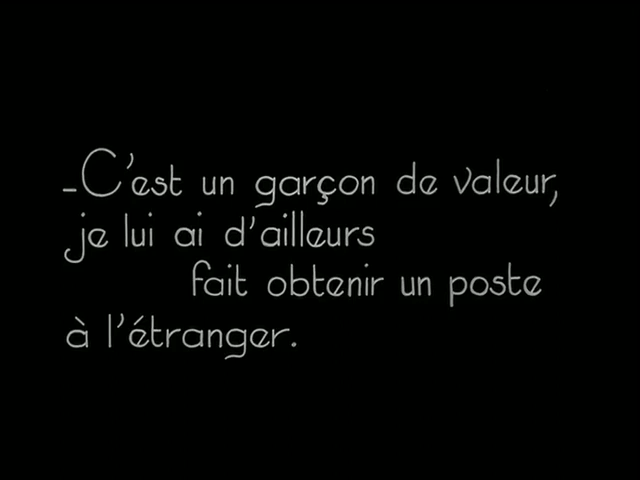 -C'est un garçon de valeur,
je lui ai d'ailleurs
fait obtenir un poste
à l'étranger.